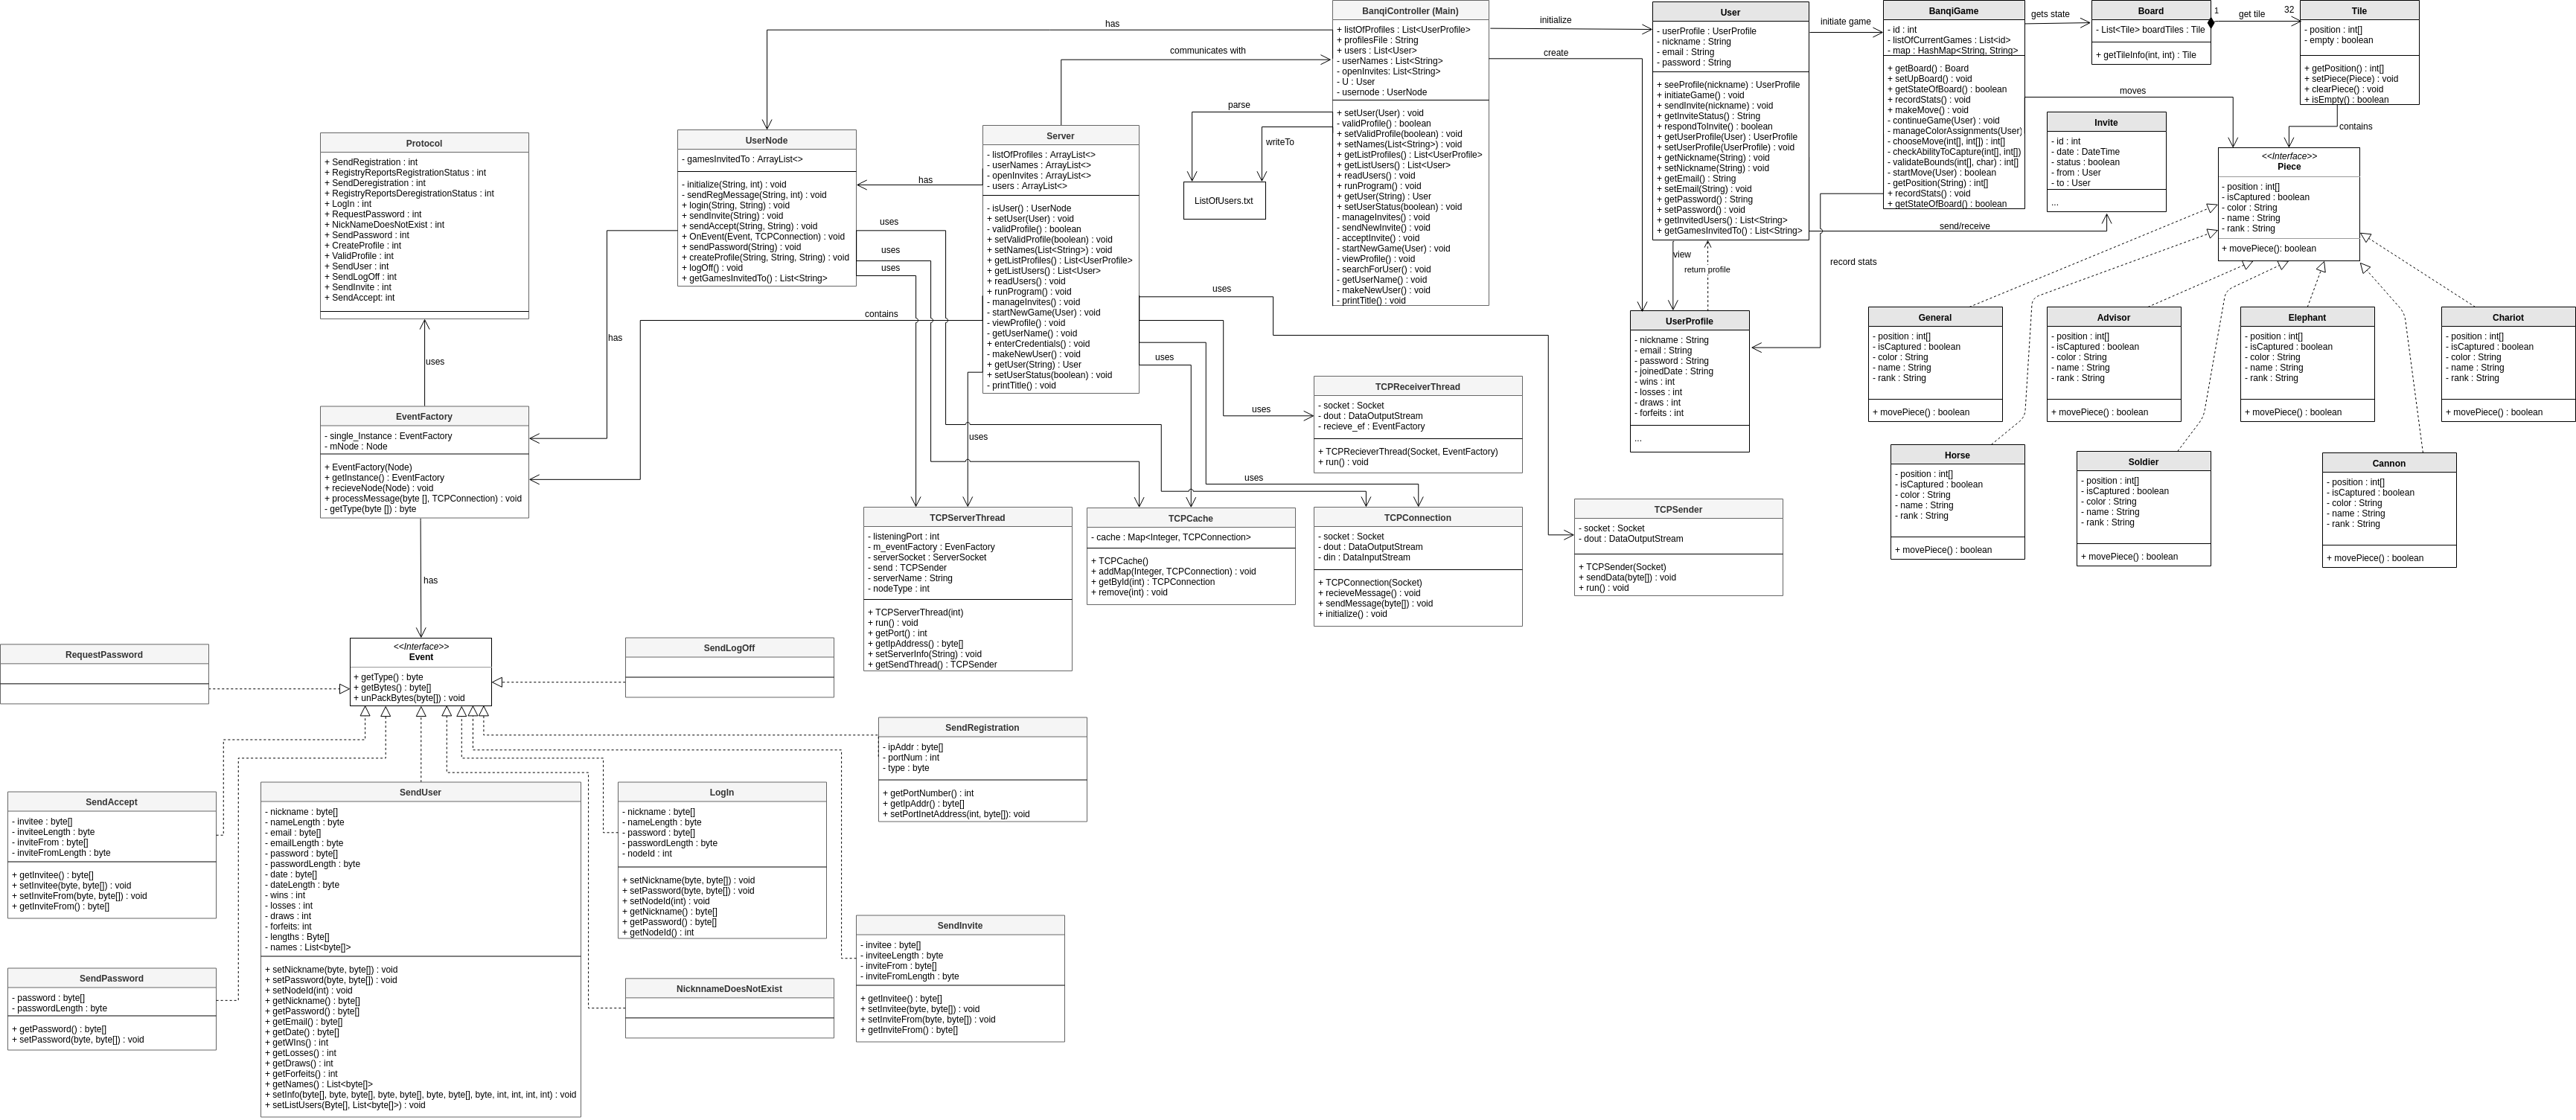 has
communicates with
initialize
create
initiate game
gets state
1
get tile
32
moves
contains
parse
writeTo
send/receive
record stats
view
return profile
BanqiController (Main)
+ listOfProfiles : List<UserProfile>
+ profilesFile : String
+ users : List<User>
- userNames : List<String>
- openInvites: List<String>
- U : User
- usernode : UserNode
+ setUser(User) : void
- validProfile() : boolean
+ setValidProfile(boolean) : void
+ setNames(List<String>) : void
+ getListProfiles() : List<UserProfile>
+ getListUsers() : List<User>
+ readUsers() : void
+ runProgram() : void
+ getUser(String) : User
+ setUserStatus(boolean) : void
- manageInvites() : void
- sendNewInvite() : void
- acceptInvite() : void
- startNewGame(User) : void
- viewProfile() : void
- searchForUser() : void
- getUserName() : void
- makeNewUser() : void
- printTitle() : void
User
- userProfile : UserProfile
- nickname : String
- email : String
- password : String
+ seeProfile(nickname) : UserProfile
+ initiateGame() : void
+ sendInvite(nickname) : void
+ getInviteStatus() : String
+ respondToInvite() : boolean
+ getUserProfile(User) : UserProfile
+ setUserProfile(UserProfile) : void
+ getNickname(String) : void
+ setNickname(String) : void
+ getEmail() : String
+ setEmail(String) : void
+ getPassword() : String
+ setPassword() : void
+ getInvitedUsers() : List<String>
+ getGamesInvitedTo() : List<String>
BanqiGame
- id : int
- listOfCurrentGames : List<id>
- map : HashMap<String, String>
+ getBoard() : Board
+ setUpBoard() : void
+ getStateOfBoard() : boolean
+ recordStats() : void
+ makeMove() : void
- continueGame(User) : void
- manageColorAssignments(User)
- chooseMove(int[], int[]) : int[]
- checkAbilityToCapture(int[], int[])
- validateBounds(int[], char) : int[]
- startMove(User) : boolean
- getPosition(String) : int[]
+ recordStats() : void
+ getStateOfBoard() : boolean
Board
- List<Tile> boardTiles : Tile
+ getTileInfo(int, int) : Tile
Tile
- position : int[]
- empty : boolean
+ getPosition() : int[]
+ setPiece(Piece) : void
+ clearPiece() : void
+ isEmpty() : boolean
Invite
- id : int
- date : DateTime
- status : boolean
- from : User
- to : User
...
<<Interface>>
Piece
- position : int[]
- isCaptured : boolean
- color : String
- name : String
- rank : String
+ movePiece(): boolean
Protocol
+ SendRegistration : int
+ RegistryReportsRegistrationStatus : int
+ SendDeregistration : int
+ RegistryReportsDeregistrationStatus : int
+ LogIn : int
+ RequestPassword : int
+ NickNameDoesNotExist : int
+ SendPassword : int
+ CreateProfile : int
+ ValidProfile : int
+ SendUser : int
+ SendLogOff : int
+ SendInvite : int
+ SendAccept: int
UserNode
- gamesInvitedTo : ArrayList<>
- initialize(String, int) : void
- sendRegMessage(String, int) : void
+ login(String, String) : void
+ sendInvite(String) : void
+ sendAccept(String, String) : void
+ OnEvent(Event, TCPConnection) : void
+ sendPassword(String) : void
+ createProfile(String, String, String) : void
+ logOff() : void
+ getGamesInvitedTo() : List<String>
Server
- listOfProfiles : ArrayList<>
- userNames : ArrayList<>
- openInvites : ArrayList<>
- users : ArrayList<>
- isUser() : UserNode
+ setUser(User) : void
- validProfile() : boolean
+ setValidProfile(boolean) : void
+ setNames(List<String>) : void
+ getListProfiles() : List<UserProfile>
+ getListUsers() : List<User>
+ readUsers() : void
+ runProgram() : void
- manageInvites() : void
- startNewGame(User) : void
- viewProfile() : void
- getUserName() : void
+ enterCredentials() : void
- makeNewUser() : void
+ getUser(String) : User
+ setUserStatus(boolean) : void
- printTitle() : void
ListOfUsers.txt
has
uses
uses
uses
uses
contains
has
uses
uses
uses
uses
uses
has
EventFactory
- single_Instance : EventFactory
- mNode : Node
+ EventFactory(Node)
+ getInstance() : EventFactory
+ recieveNode(Node) : void
+ processMessage(byte [], TCPConnection) : void
- getType(byte []) : byte
TCPReceiverThread
- socket : Socket
- dout : DataOutputStream
- recieve_ef : EventFactory
+ TCPRecieverThread(Socket, EventFactory)
+ run() : void
UserProfile
- nickname : String
- email : String
- password : String
- joinedDate : String
- wins : int
- losses : int
- draws : int
- forfeits : int
...
General
- position : int[]
- isCaptured : boolean
- color : String
- name : String
- rank : String
+ movePiece() : boolean
Advisor
- position : int[]
- isCaptured : boolean
- color : String
- name : String
- rank : String
+ movePiece() : boolean
Elephant
- position : int[]
- isCaptured : boolean
- color : String
- name : String
- rank : String
+ movePiece() : boolean
Chariot
- position : int[]
- isCaptured : boolean
- color : String
- name : String
- rank : String
+ movePiece() : boolean
Horse
- position : int[]
- isCaptured : boolean
- color : String
- name : String
- rank : String
+ movePiece() : boolean
Soldier
- position : int[]
- isCaptured : boolean
- color : String
- name : String
- rank : String
+ movePiece() : boolean
Cannon
- position : int[]
- isCaptured : boolean
- color : String
- name : String
- rank : String
+ movePiece() : boolean
TCPServerThread
- listeningPort : int
- m_eventFactory : EvenFactory
- serverSocket : ServerSocket
- send : TCPSender
- serverName : String
- nodeType : int
+ TCPServerThread(int)
+ run() : void
+ getPort() : int
+ getIpAddress() : byte[]
+ setServerInfo(String) : void
+ getSendThread() : TCPSender
TCPCache
- cache : Map<Integer, TCPConnection>
+ TCPCache()
+ addMap(Integer, TCPConnection) : void
+ getById(int) : TCPConnection
+ remove(int) : void
TCPConnection
- socket : Socket
- dout : DataOutputStream
- din : DataInputStream
+ TCPConnection(Socket)
+ recieveMessage() : void
+ sendMessage(byte[]) : void
+ initialize() : void
TCPSender
- socket : Socket
- dout : DataOutputStream
+ TCPSender(Socket)
+ sendData(byte[]) : void
+ run() : void
RequestPassword
<<Interface>>
Event
+ getType() : byte
+ getBytes() : byte[]
+ unPackBytes(byte[]) : void
SendLogOff
SendRegistration
- ipAddr : byte[]
- portNum : int
- type : byte
+ getPortNumber() : int
+ getIpAddr() : byte[]
+ setPortInetAddress(int, byte[]): void
SendAccept
- invitee : byte[]
- inviteeLength : byte
- inviteFrom : byte[]
- inviteFromLength : byte
+ getInvitee() : byte[]
+ setInvitee(byte, byte[]) : void
+ setInviteFrom(byte, byte[]) : void
+ getInviteFrom() : byte[]
SendUser
- nickname : byte[]
- nameLength : byte
- email : byte[]
- emailLength : byte
- password : byte[]
- passwordLength : byte
- date : byte[]
- dateLength : byte
- wins : int
- losses : int
- draws : int
- forfeits: int
- lengths : Byte[]
- names : List<byte[]>
+ setNickname(byte, byte[]) : void
+ setPassword(byte, byte[]) : void
+ setNodeId(int) : void
+ getNickname() : byte[]
+ getPassword() : byte[]
+ getEmail() : byte[]
+ getDate() : byte[]
+ getWIns() : int
+ getLosses() : int
+ getDraws() : int
+ getForfeits() : int
+ getNames() : List<byte[]>
+ setInfo(byte[], byte, byte[], byte, byte[], byte, byte[], byte, int, int, int, int) : void
+ setListUsers(Byte[], List<byte[]>) : void
LogIn
- nickname : byte[]
- nameLength : byte
- password : byte[]
- passwordLength : byte
- nodeId : int
+ setNickname(byte, byte[]) : void
+ setPassword(byte, byte[]) : void
+ setNodeId(int) : void
+ getNickname() : byte[]
+ getPassword() : byte[]
+ getNodeId() : int
SendInvite
- invitee : byte[]
- inviteeLength : byte
- inviteFrom : byte[]
- inviteFromLength : byte
+ getInvitee() : byte[]
+ setInvitee(byte, byte[]) : void
+ setInviteFrom(byte, byte[]) : void
+ getInviteFrom() : byte[]
SendPassword
- password : byte[]
- passwordLength : byte
+ getPassword() : byte[]
+ setPassword(byte, byte[]) : void
NicknnameDoesNotExist